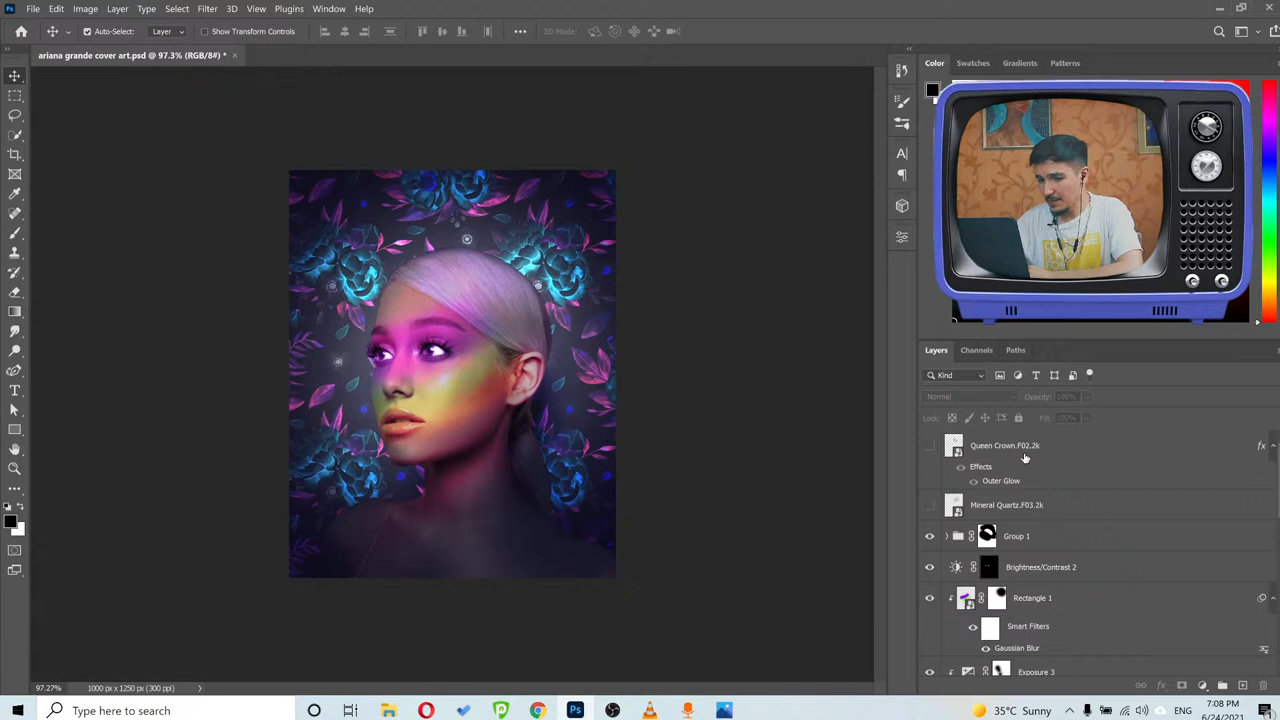 File Edit Image Layer Type Select Filter 3D View Plugins Window Help
Auto-Select: Layer Show Transform Controls 3D Mode:
ariana grande cover art.psd @ 97.3% (RGB/8#) *
Color Swatches Gradients Patterns
Layers Channels Paths
Kind
Normal Opacity: 100%
Lock: Fill: 100%
Queen Crown.F02.2k fx
Effects
Outer Glow
Mineral Quartz.F03.2k
Group 1
Brightness/Contrast 2
Rectangle 1
Smart Filters
Gaussian Blur
Exposure 3
97.27% 1000 px x 1250 px (300 ppi)
Type here to search
35°C Sunny ENG
7:08 PM